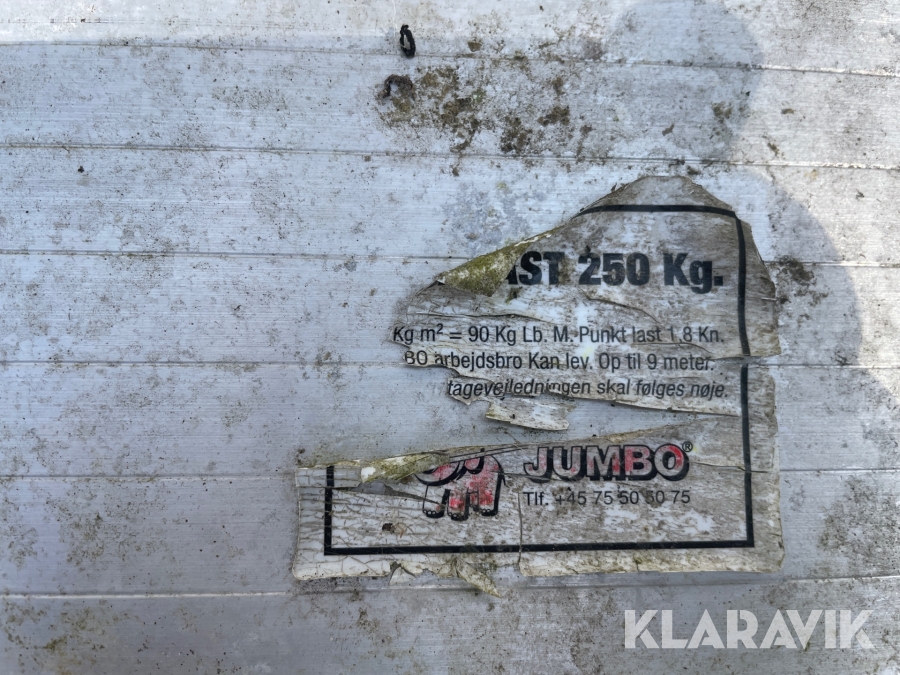 AST 250 Kg.
Kg m² = 90 Kg Lb. M. Punkt last 1,8 Kn.
BO arbejdsbro Kan lev. Op til 9 meter.
tagevejledningen skal følges nøje.
JUMBO®
Tlf. +45 75 50 50 75
KLARAVIK